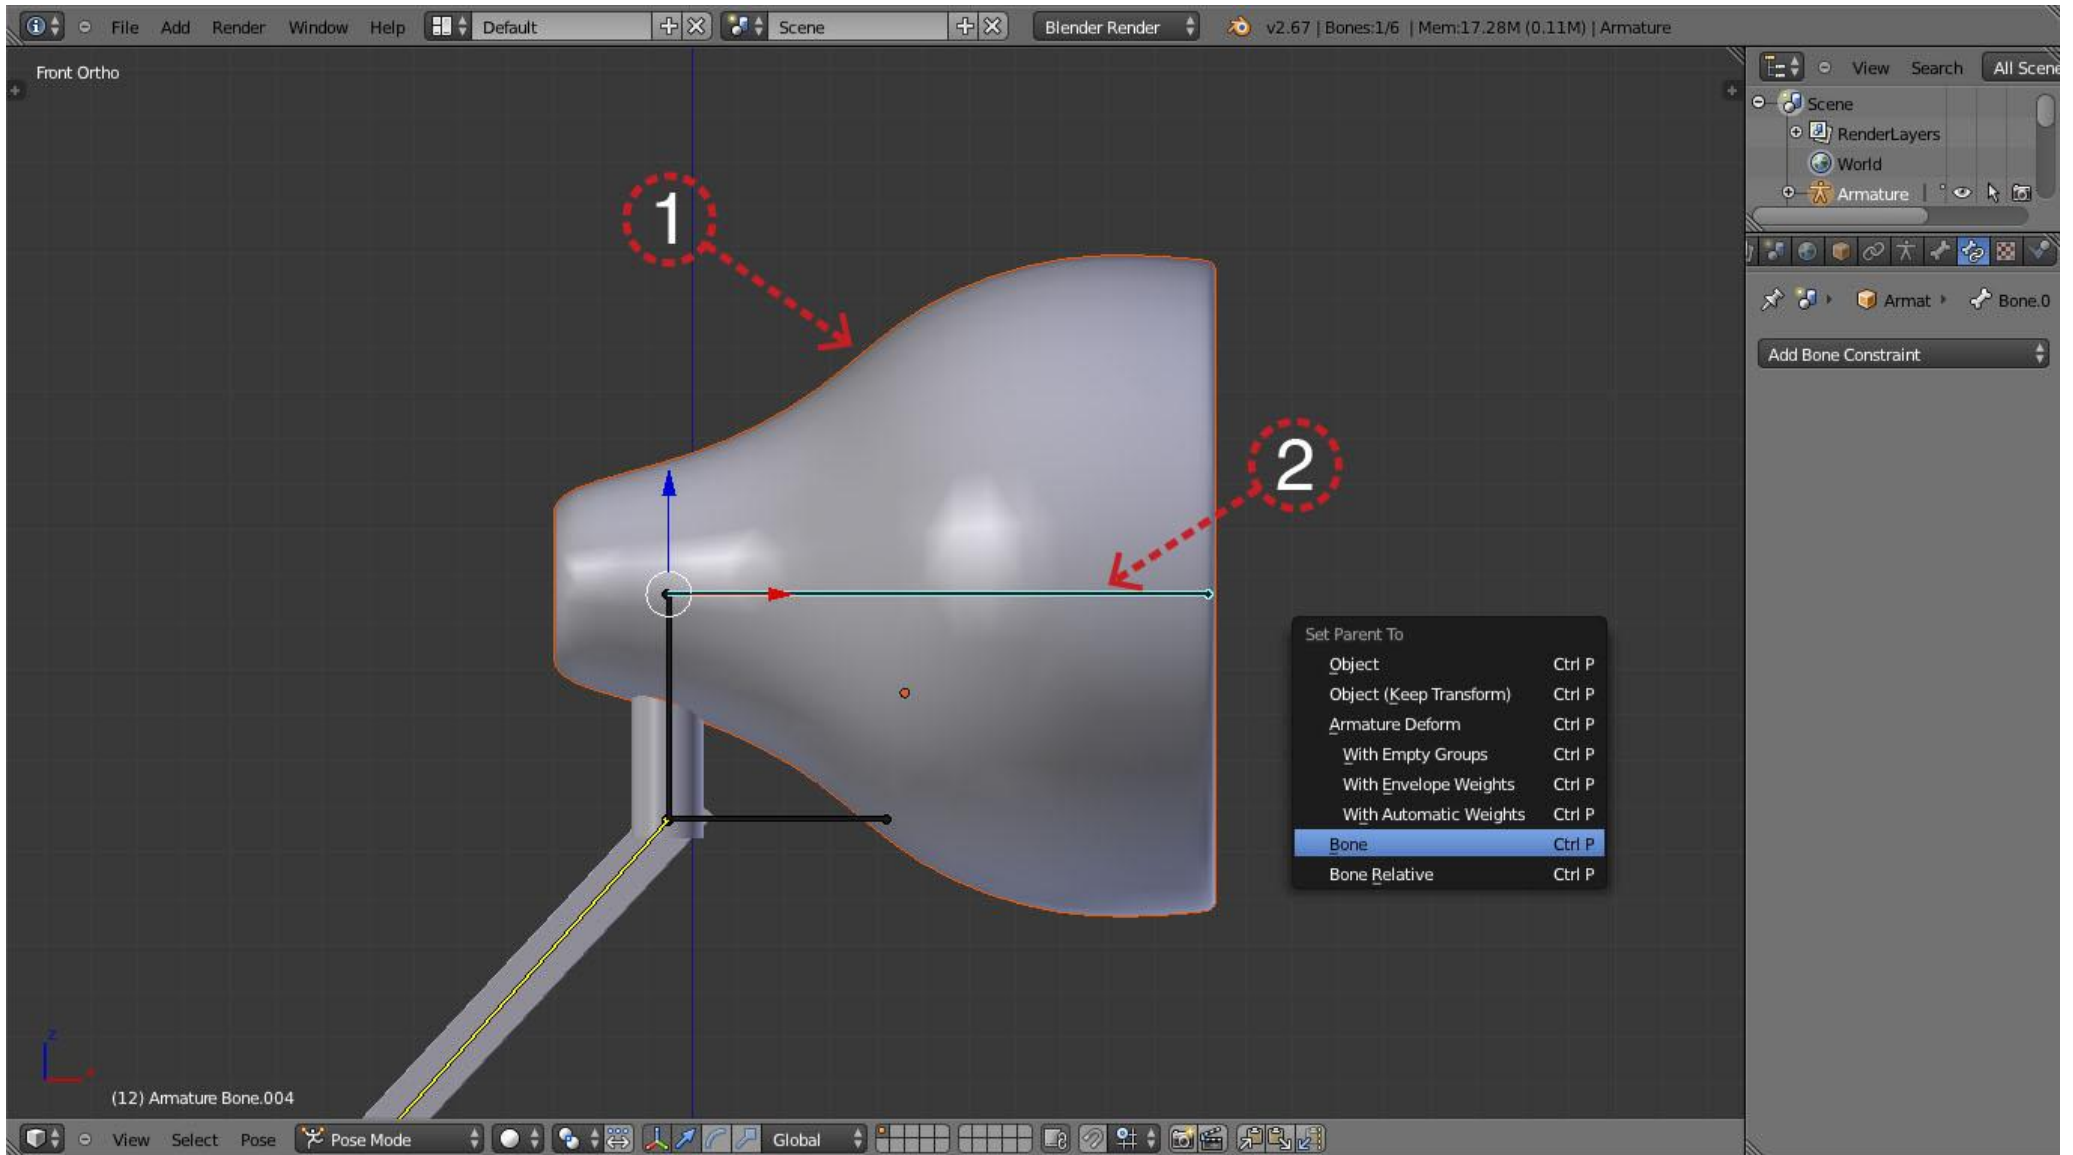 File Add Render Window Help Default Scene Blender Render v2.67 | Bones:1/6 | Mem:17.28M (0.11M) | Armature
Front Ortho
View Search All Scene
Scene
RenderLayers
World
Armature
Armat Bone.0
Add Bone Constraint
1
2
Set Parent To
Object Ctrl P
Object (Keep Transform) Ctrl P
Armature Deform Ctrl P
With Empty Groups Ctrl P
With Envelope Weights Ctrl P
With Automatic Weights Ctrl P
Bone Ctrl P
Bone Relative Ctrl P
z
x
(12) Armature Bone.004
View Select Pose Pose Mode Global